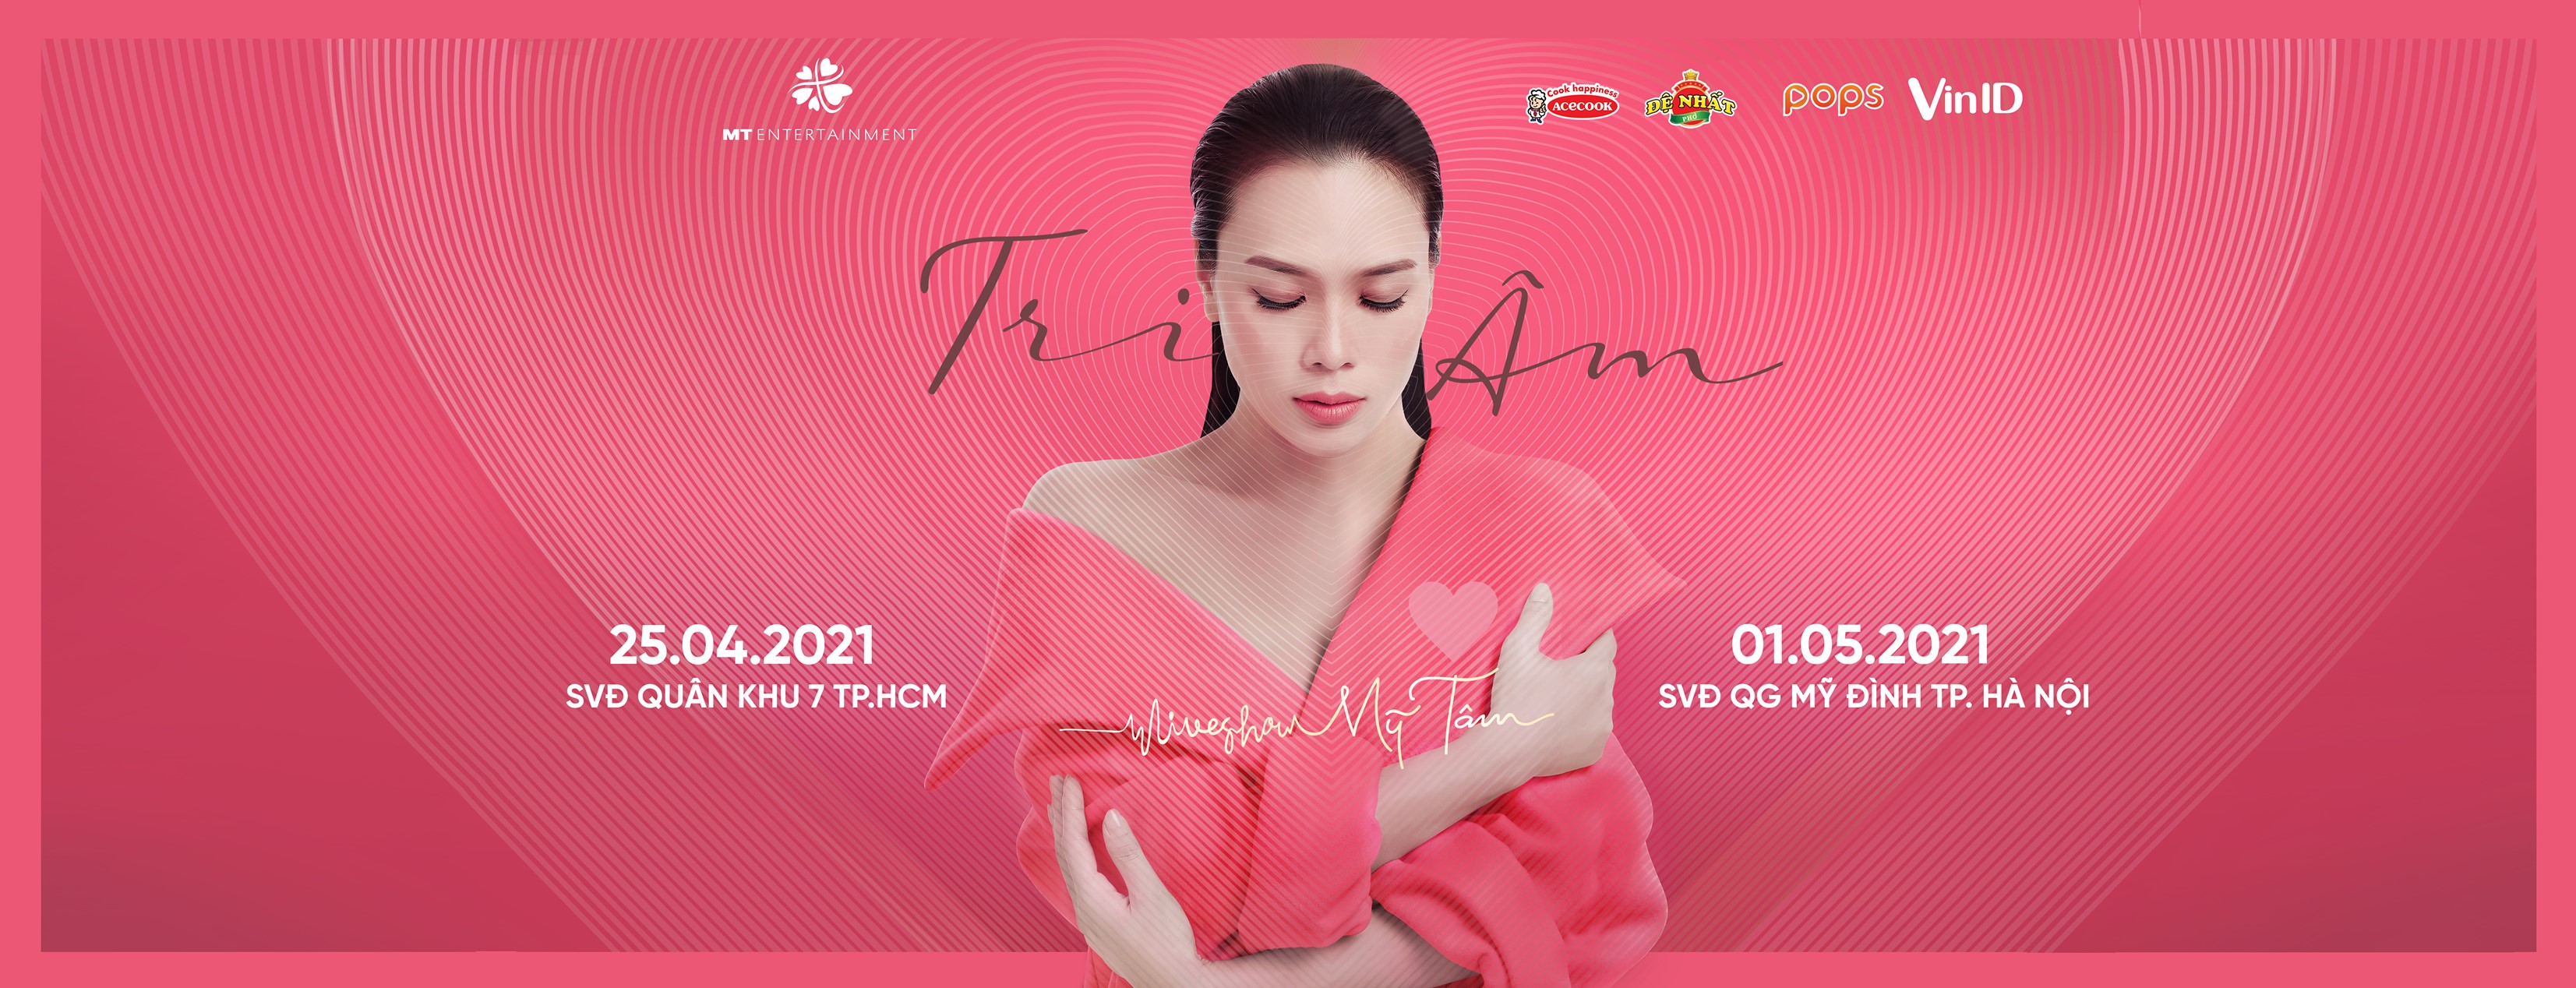 MT ENTERTAINMENT
Cook happiness
ACECOOK
ĐỆ NHẤT
PHỞ
POPS
VinID
Tri Âm
25.04.2021
SVĐ QUÂN KHU 7 TP.HCM
01.05.2021
SVĐ QG MỸ ĐÌNH TP. HÀ NỘI
liveshow Mỹ Tâm